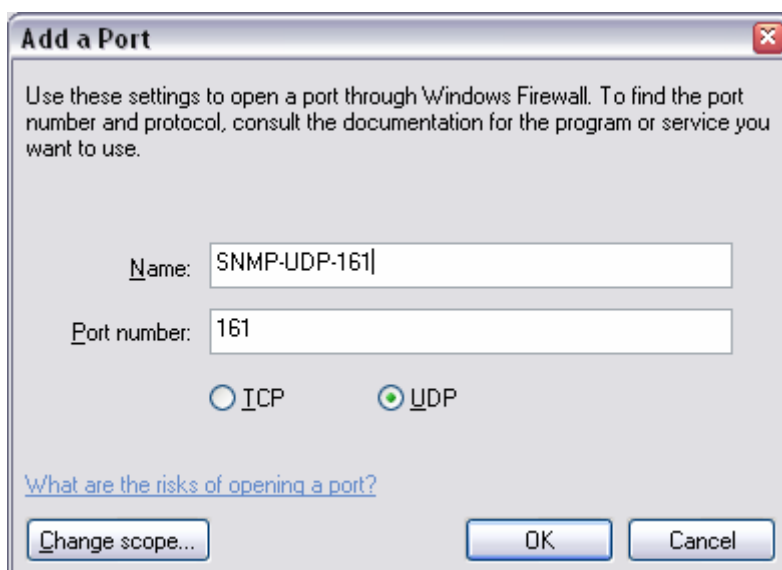 Add a Port
Use these settings to open a port through Windows Firewall. To find the port
number and protocol, consult the documentation for the program or service you
want to use.
Name: SNMP-UDP-161
Port number: 161
TCP UDP
What are the risks of opening a port?
Change scope... OK Cancel